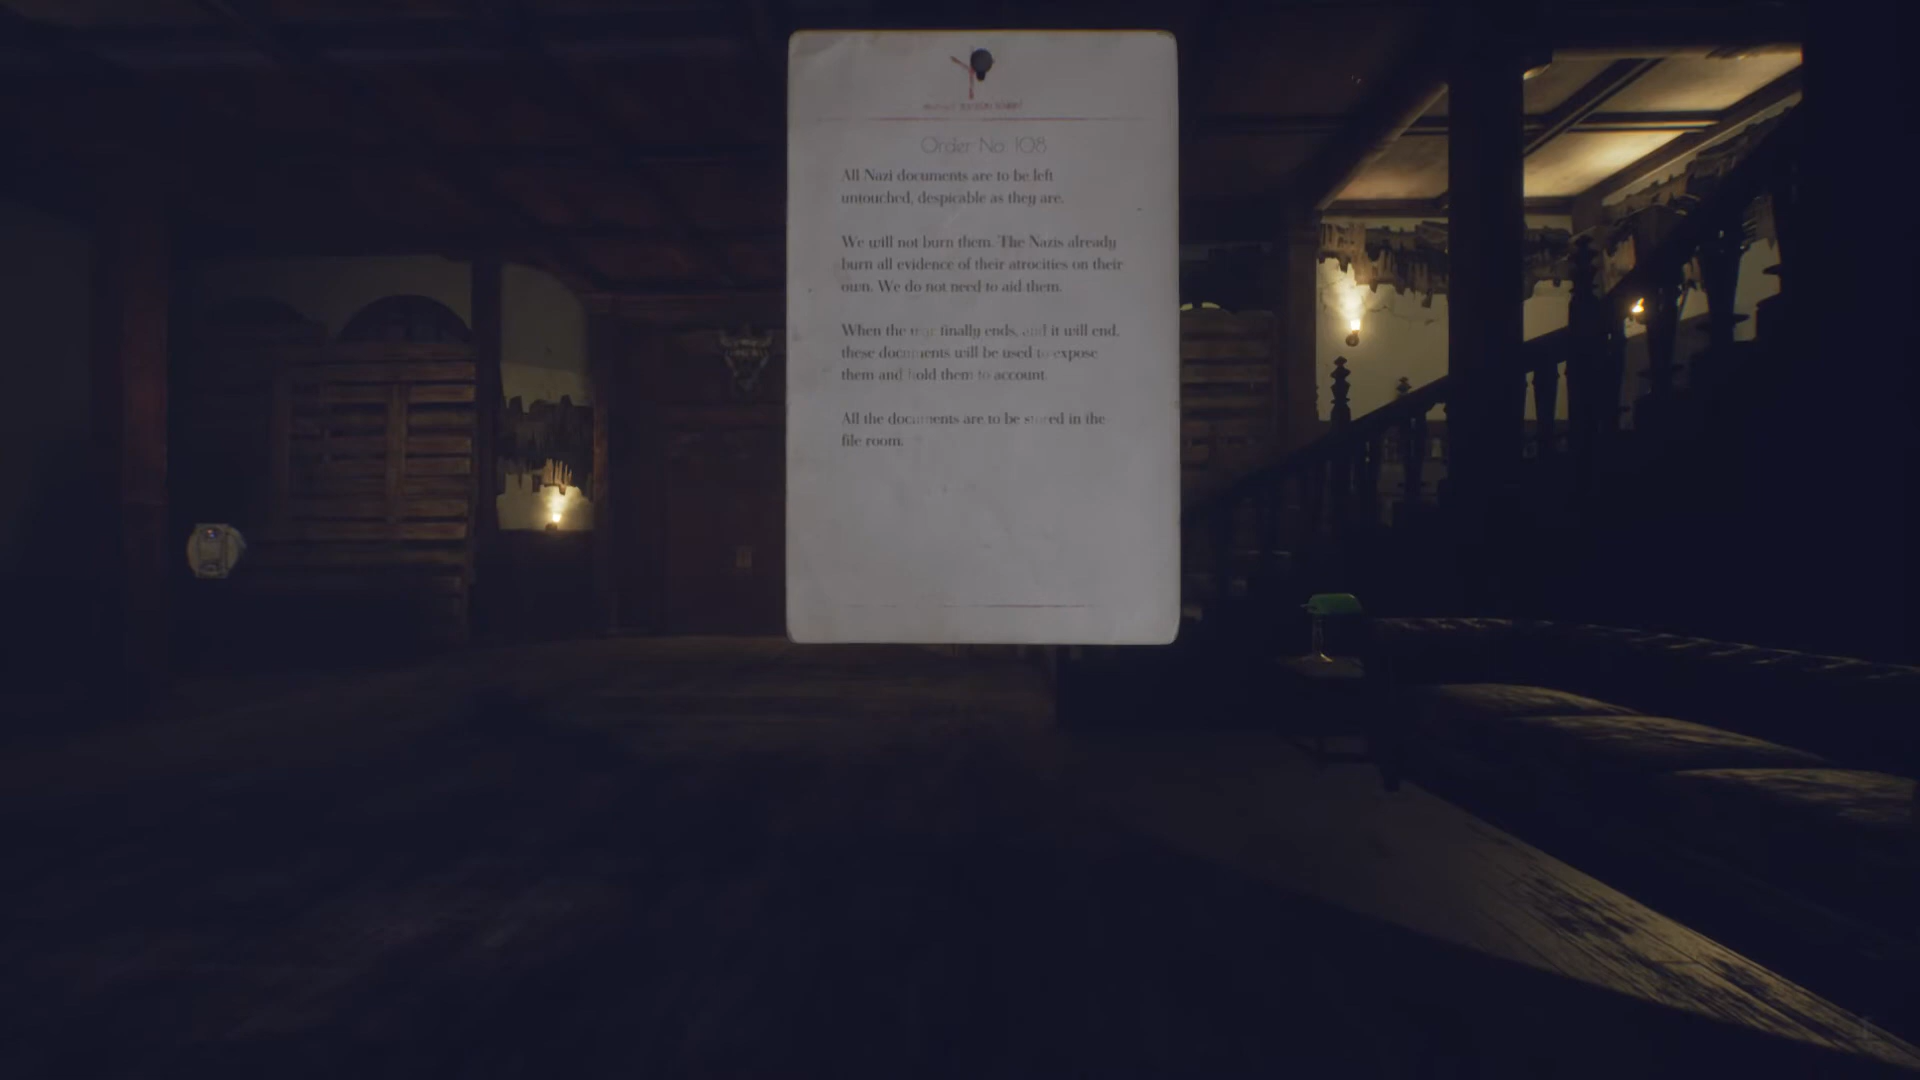 Order No. 108
All Nazi documents are to be left
untouched, despicable as they are.
We will not burn them. The Nazis already
burn all evidence of their atrocities on their
own. We do not need to aid them.
When the war finally ends, and it will end,
these documents will be used to expose
them and hold them to account.
All the documents are to be stored in the
file room.